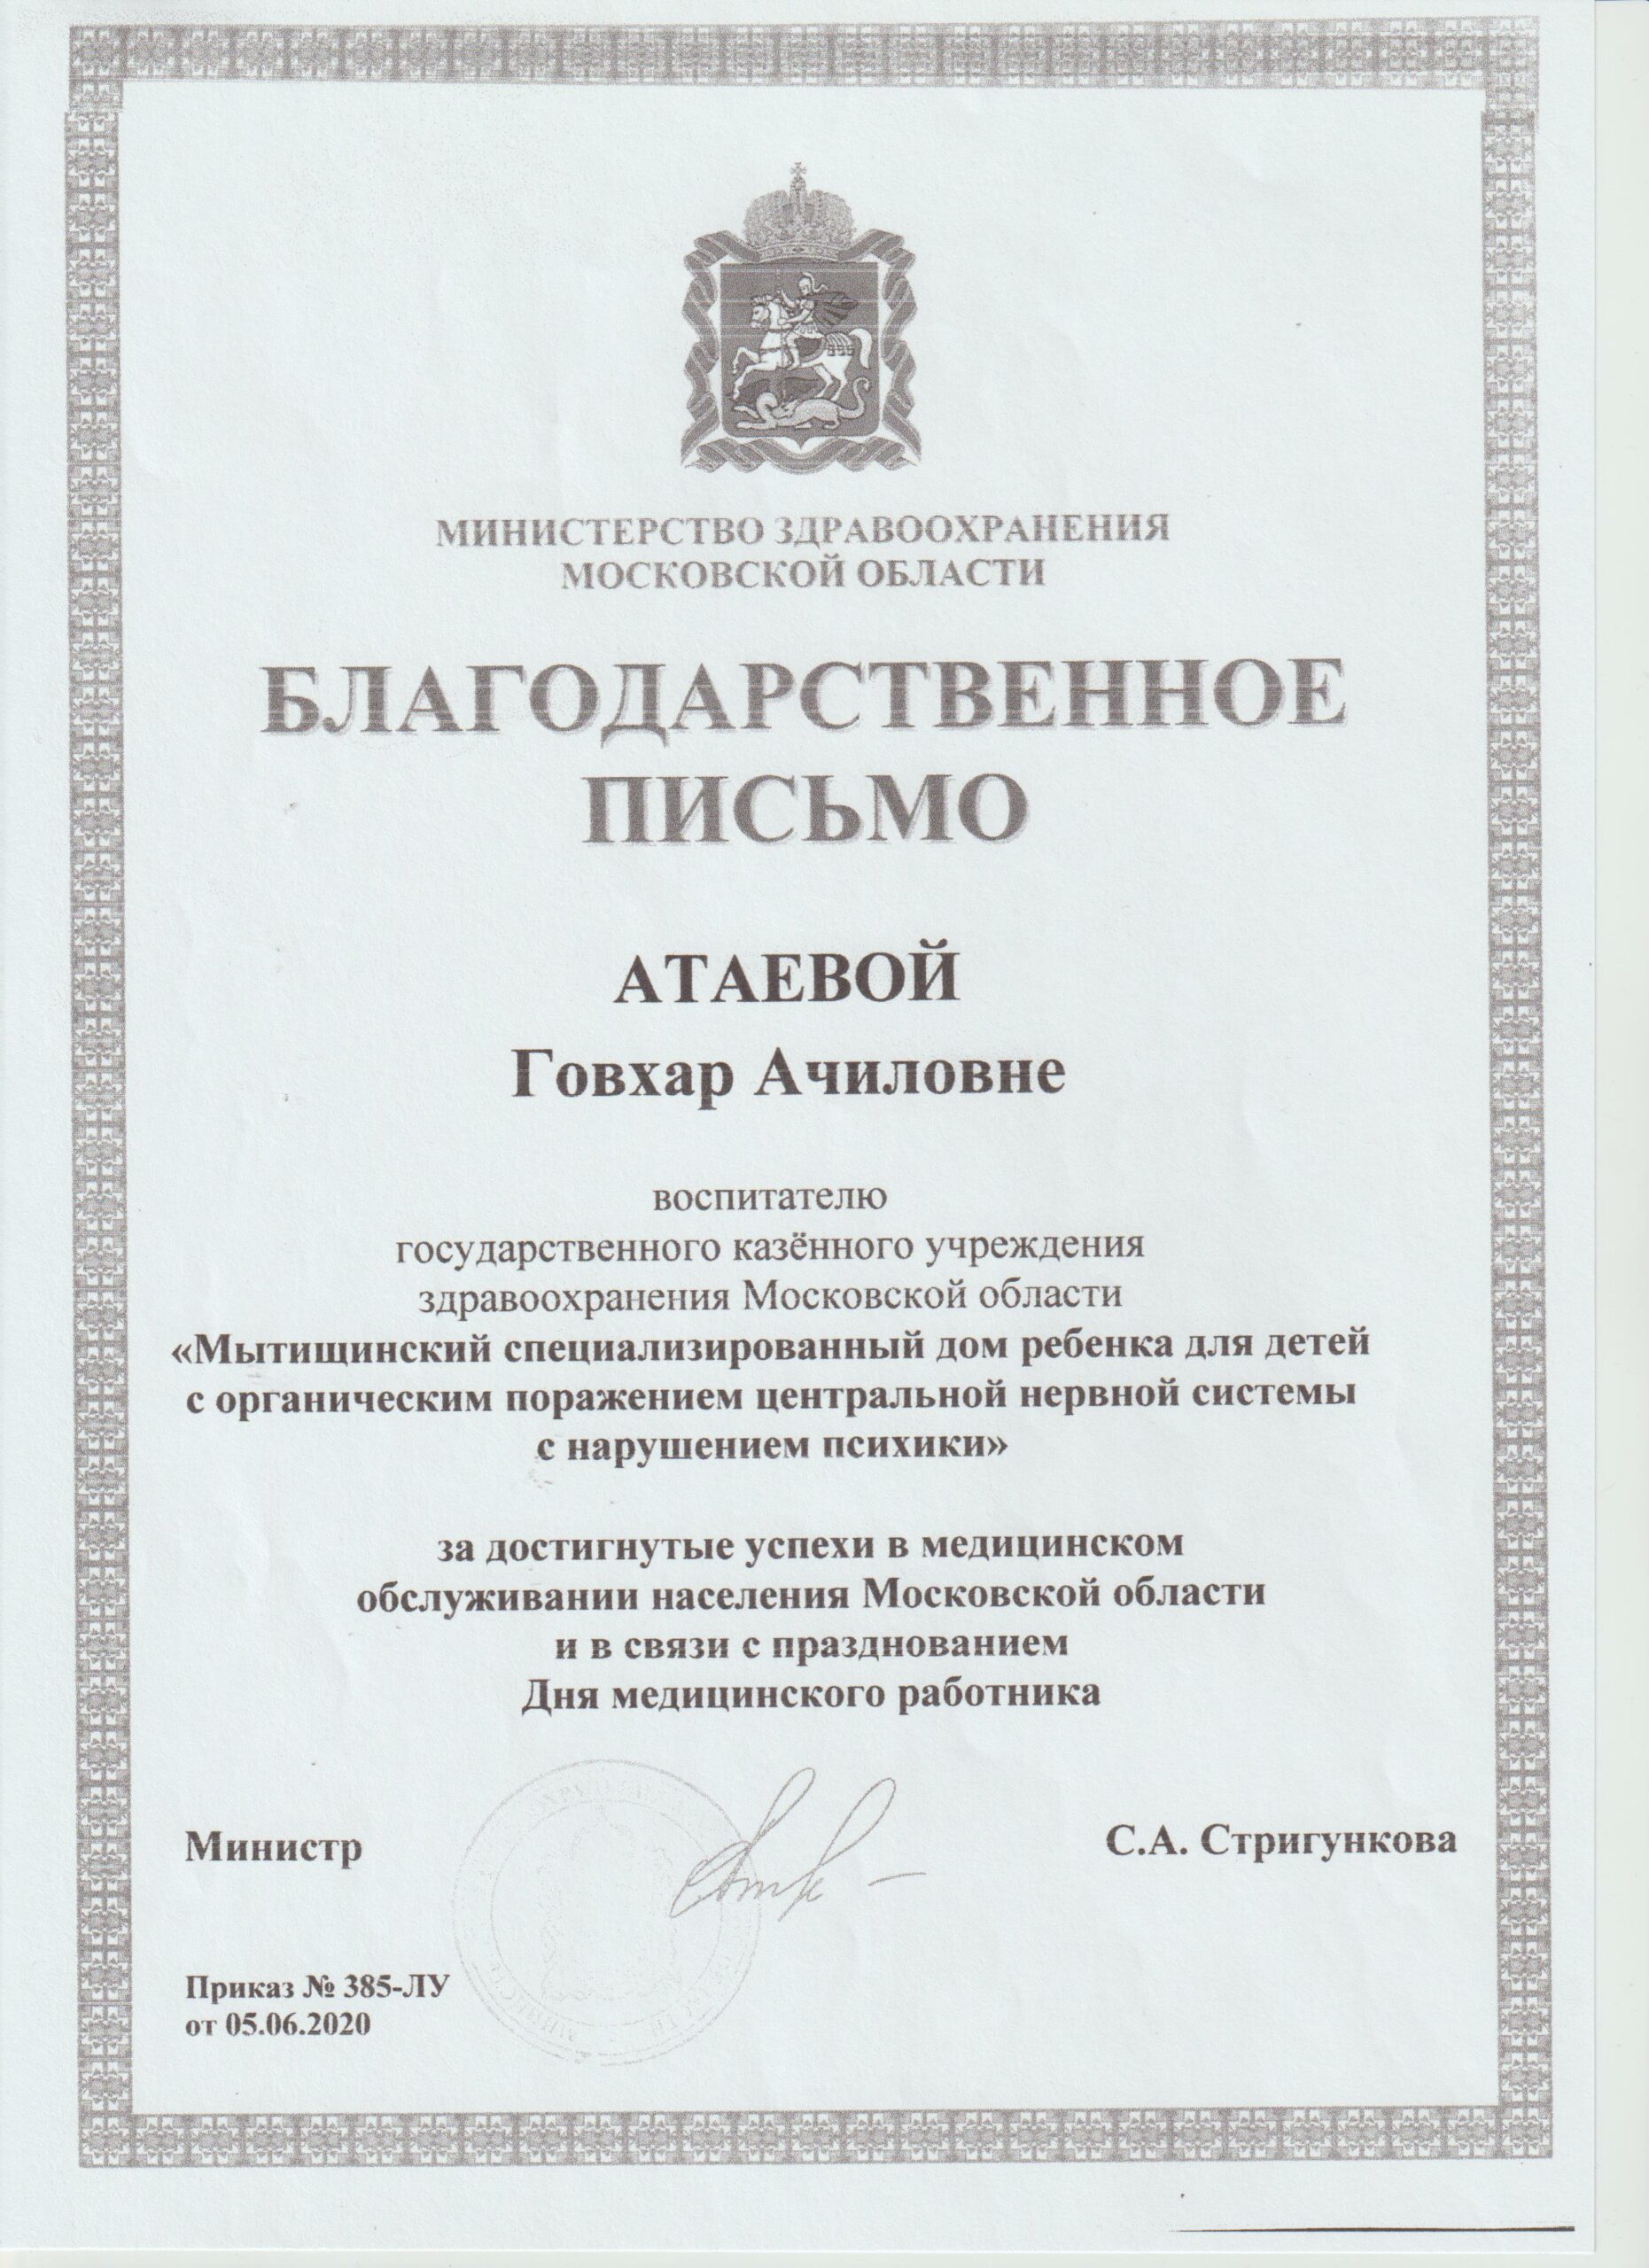 МИНИСТЕРСТВО ЗДРАВООХРАНЕНИЯ
МОСКОВСКОЙ ОБЛАСТИ
БЛАГОДАРСТВЕННОЕ
ПИСЬМО
АТАЕВОЙ
Говхар Ачиловне
воспитателю
государственного казённого учреждения
здравоохранения Московской области
«Мытищинский специализированный дом ребенка для детей
с органическим поражением центральной нервной системы
с нарушением психики»
за достигнутые успехи в медицинском
обслуживании населения Московской области
и в связи с празднованием
Дня медицинского работника
Министр
С.А. Стригункова
Приказ № 385-ЛУ
от 05.06.2020